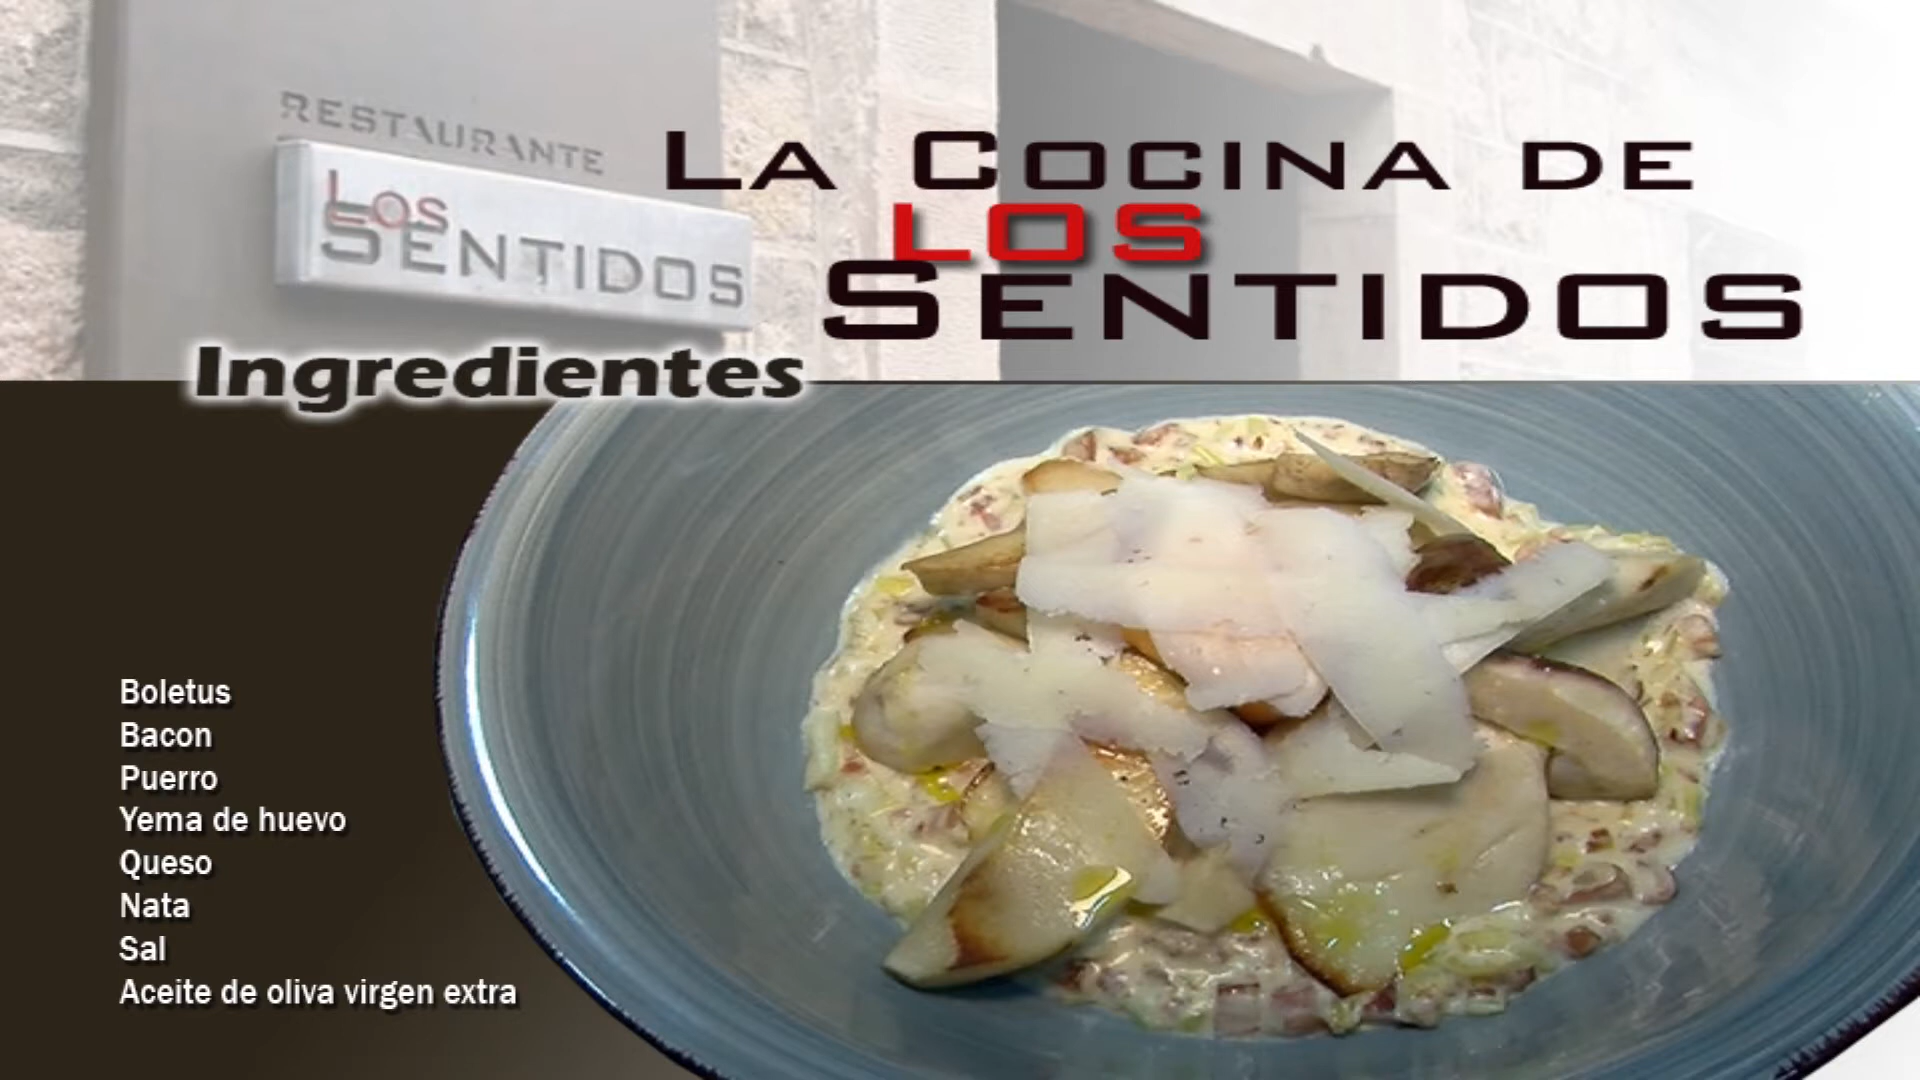 RESTAURANTE
LOS
SENTIDOS
LA COCINA DE
LOS
SENTIDOS
Ingredientes
Boletus
Bacon
Puerro
Yema de huevo
Queso
Nata
Sal
Aceite de oliva virgen extra